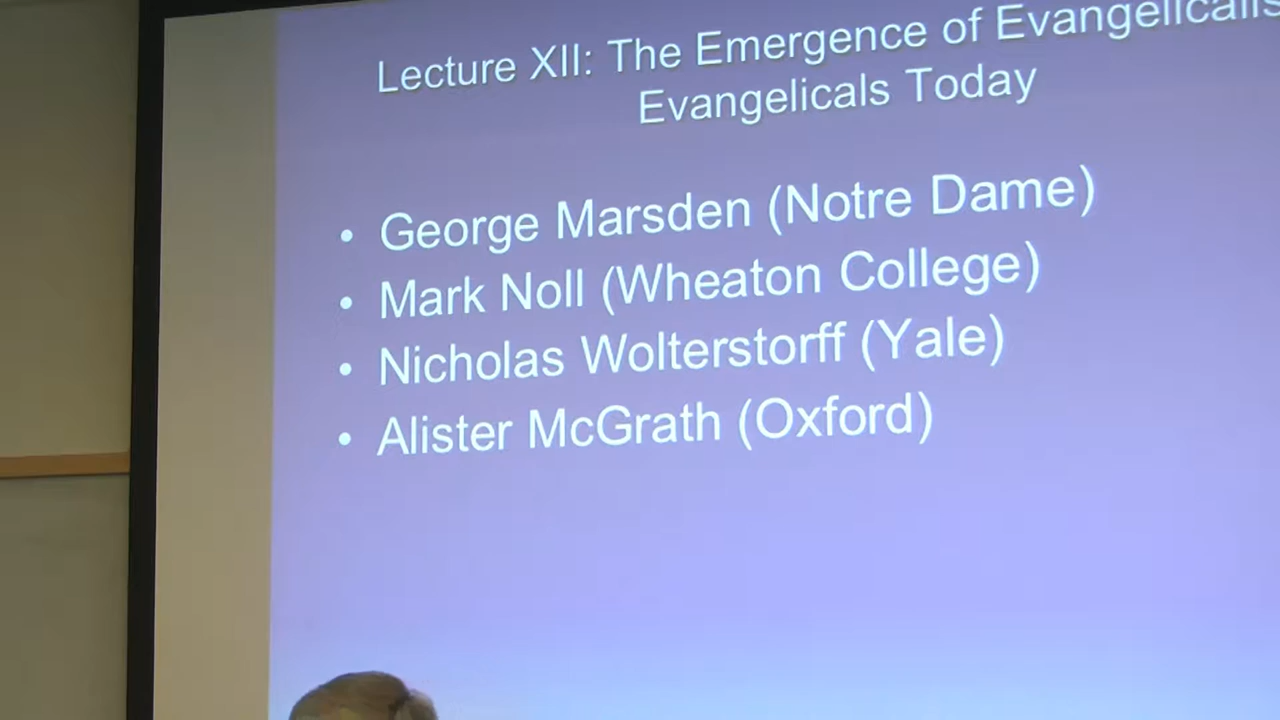 Lecture XII: The Emergence of
Evangelicals Today
• George Marsden (Notre Dame)
• Mark Noll (Wheaton College)
• Nicholas Wolterstorff (Yale)
• Alister McGrath (Oxford)